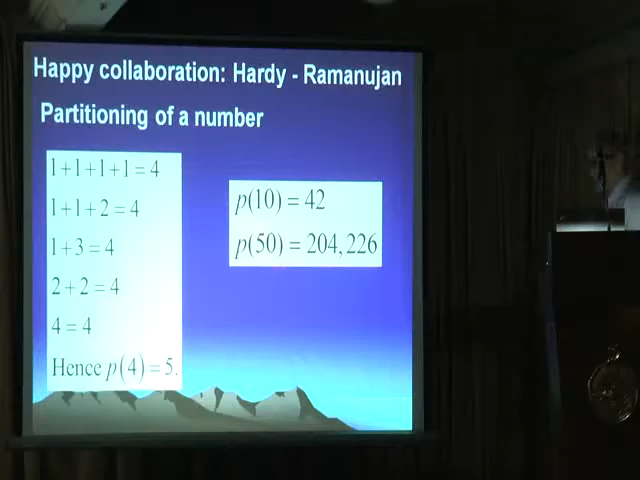 Happy collaboration: Hardy - Ramanujan
Partitioning of a number
1+1+1+1=4
1+1+2=4
1+3=4
2+2=4
4=4
Hence p(4)=5.
p(10)=42
p(50)=204,226